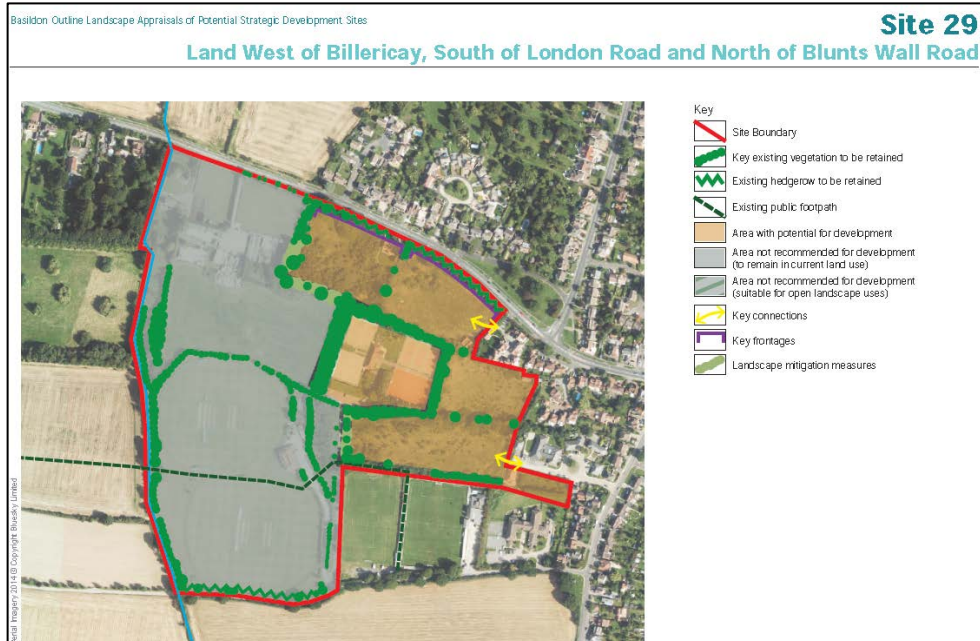 Basildon Outline Landscape Appraisals of Potential Strategic Development Sites
Site 29
Land West of Billericay, South of London Road and North of Blunts Wall Road
Key
Site Boundary
Key existing vegetation to be retained
Existing hedgerow to be retained
Existing public footpath
Area with potential for development
Area not recommended for development
(to remain in current land use)
Area not recommended for development
(suitable for open landscape uses)
Key connections
Key frontages
Landscape mitigation measures
Imagery 2014 © Copyright Bluesky Limited